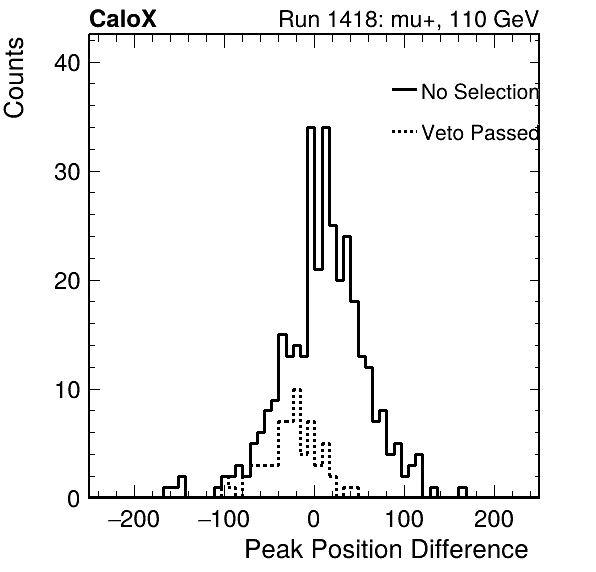 CaloX Run 1418: mu+, 110 GeV
Counts
40
No Selection
Veto Passed
30
20
10
0
−200 −100 0 100 200
Peak Position Difference